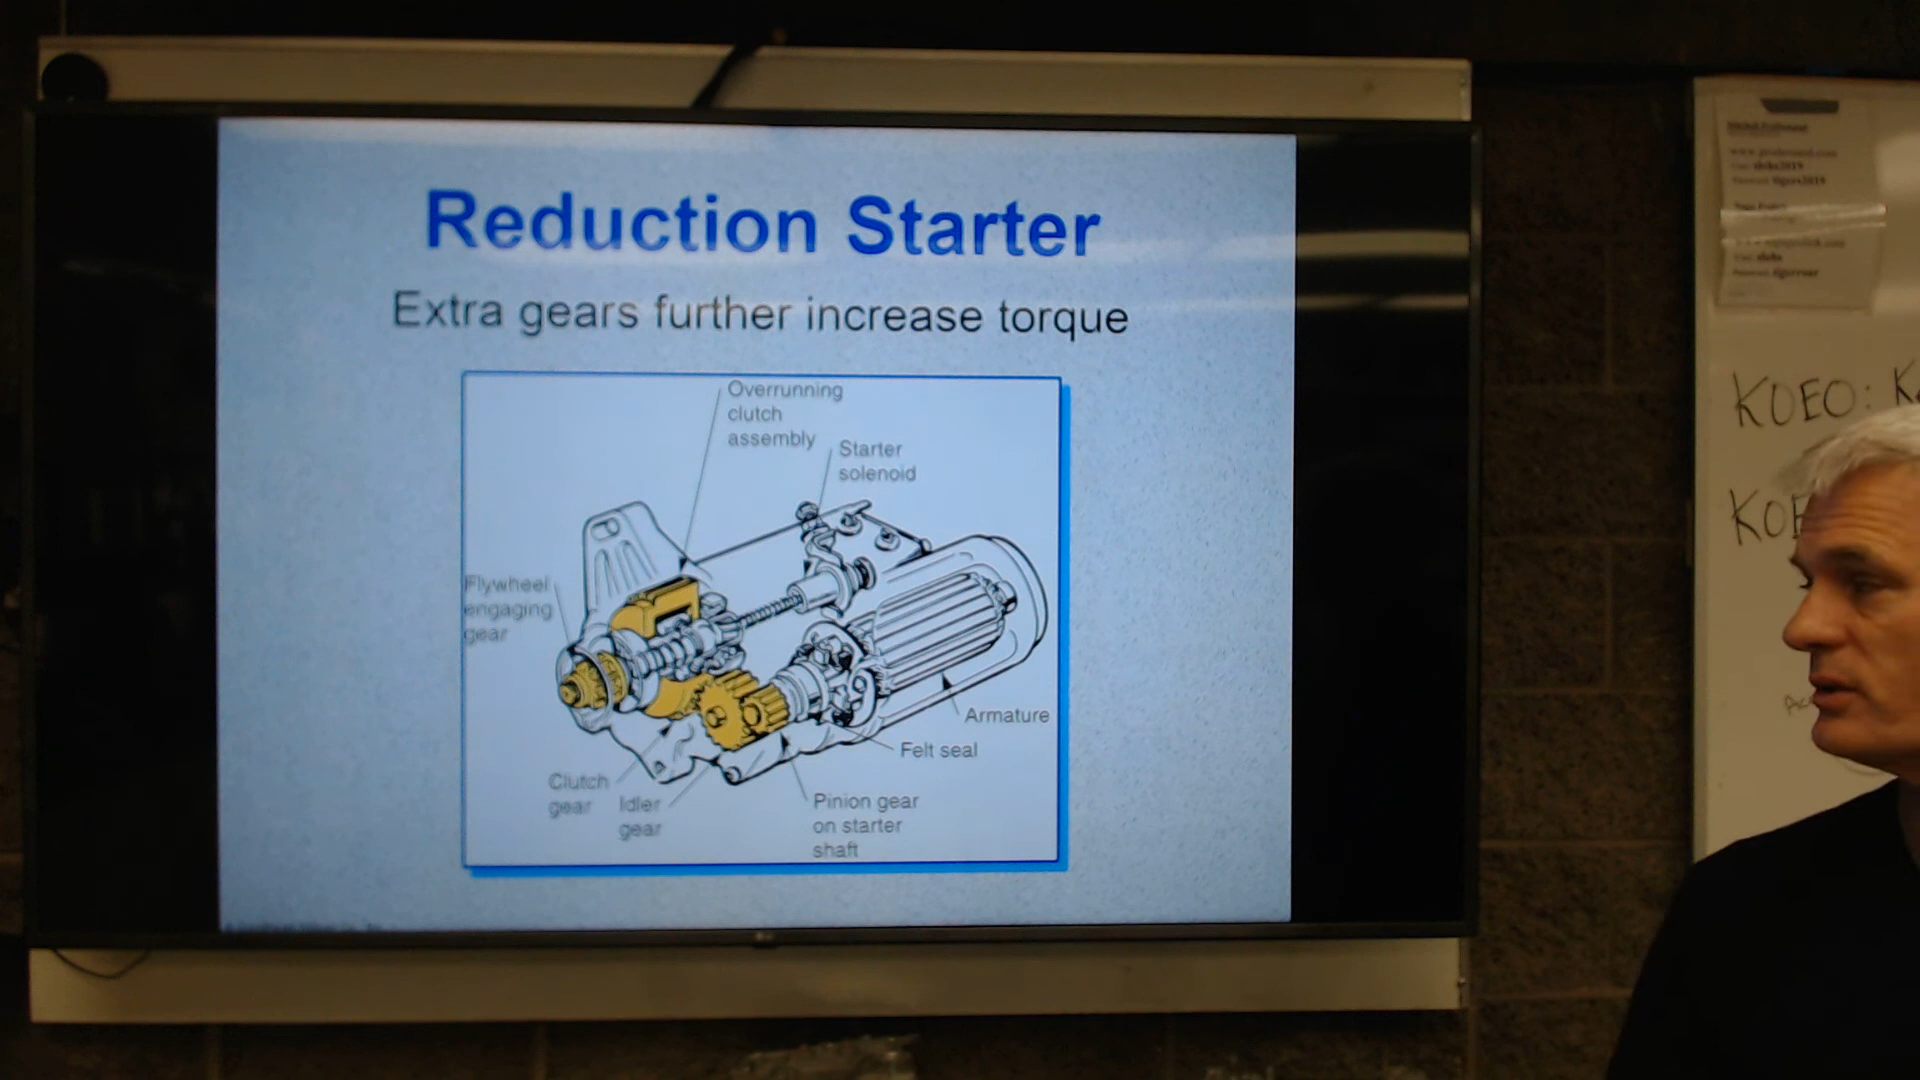 Reduction Starter
Extra gears further increase torque
Overrunning
clutch
assembly
Starter
solenoid
Flywheel
engaging
gear
Armature
Felt seal
Clutch
gear
Idler
gear
Pinion gear
on starter
shaft
KOEO: K
KOE